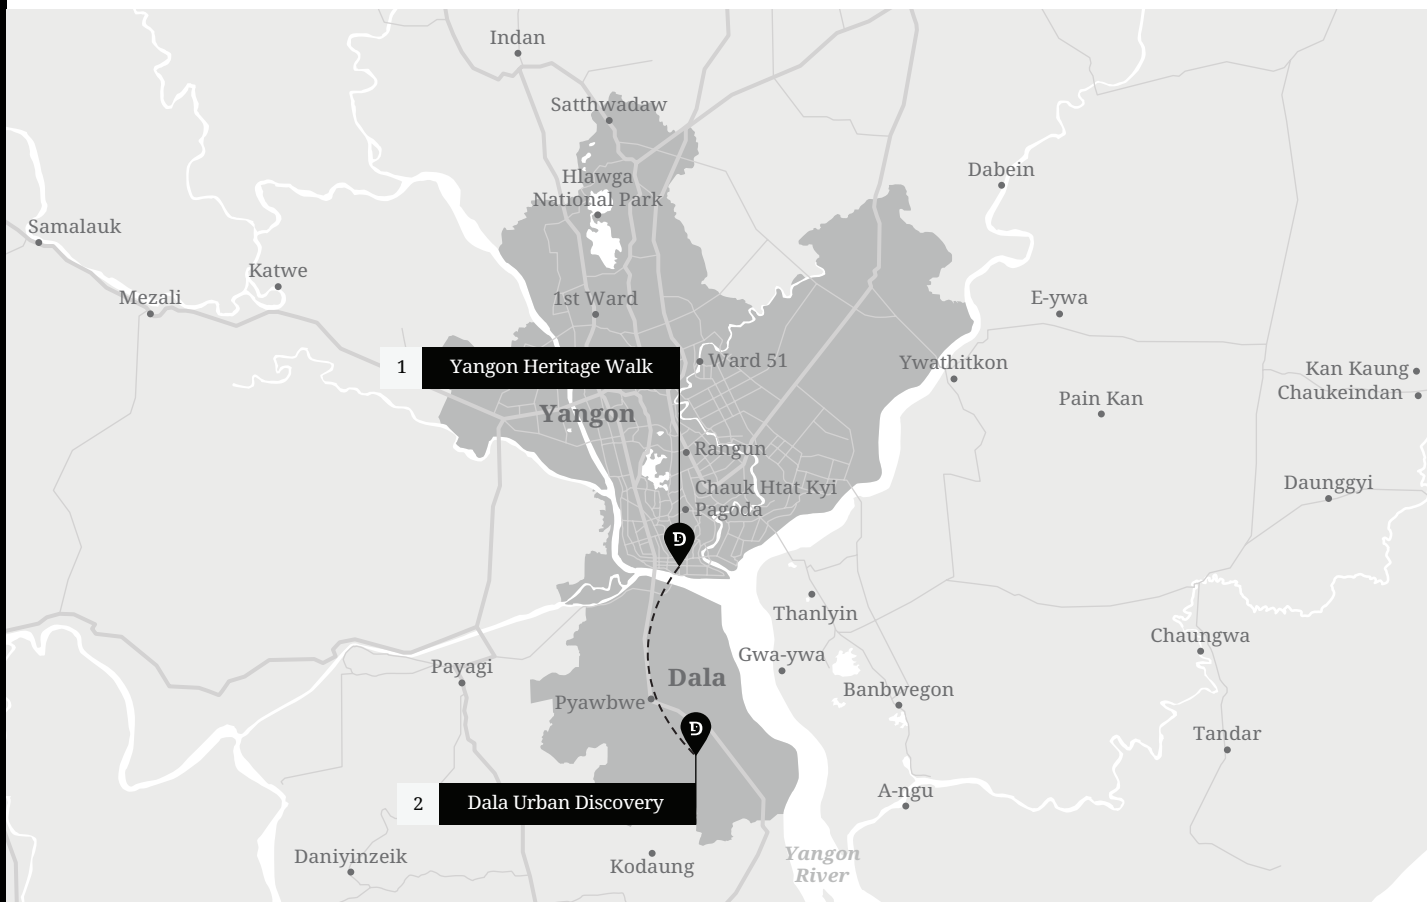 Indan
Satthwadaw
Dabein
Hlawga
National Park
Samalauk
Katwe
Mezali
1st Ward
E-ywa
1 Yangon Heritage Walk
Ward 51
Ywathitkon
Kan Kaung
Chaukeindan
Pain Kan
Yangon
Rangun
Chauk Htat Kyi
Pagoda
Daunggyi
D
Thanlyin
Chaungwa
Gwa-ywa
Payagi
Dala
Banbwegon
Pyawbwe
D
Tandar
A-ngu
2 Dala Urban Discovery
Yangon
River
Daniyinzeik
Kodaung